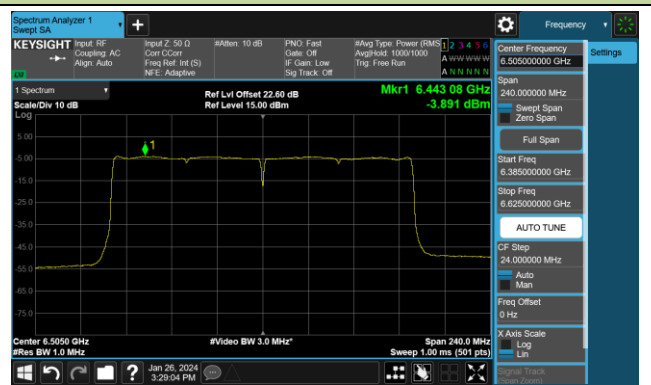 Spectrum Analyzer 1
Swept SA
Frequency
KEYSIGHT
Input: RF
Coupling: AC
Align: Auto
Input Z: 50 Ω
Corr CCorr
Freq Ref: Int (S)
NFE: Adaptive
#Atten: 10 dB
PNO: Fast
Gate: Off
IF Gain: Low
Sig Track: Off
#Avg Type: Power (RMS
Avg|Hold: 1000/1000
Trig: Free Run
1 2 3 4 5 6
A W W W W W
A N N N N N
LNI
1 Spectrum
Scale/Div 10 dB
Log
Ref Lvl Offset 22.60 dB
Ref Level 15.00 dBm
Mkr1 6.443 08 GHz
-3.891 dBm
1
5.00
-5.00
-15.0
-25.0
-35.0
-45.0
-55.0
-65.0
-75.0
Center 6.5050 GHz
#Res BW 1.0 MHz
#Video BW 3.0 MHz*
Span 240.0 MHz
Sweep 1.00 ms (501 pts)
Jan 26, 2024
3:29:04 PM
Center Frequency
6.505000000 GHz
Settings
Span
240.000000 MHz
Swept Span
Zero Span
Full Span
Start Freq
6.385000000 GHz
Stop Freq
6.625000000 GHz
AUTO TUNE
CF Step
24.000000 MHz
Auto
Man
Freq Offset
0 Hz
X Axis Scale
Log
Lin
Signal Track
(Span Zoom)